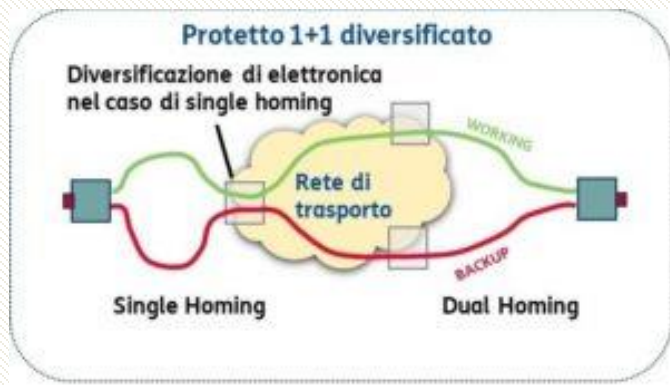 Protetto 1+1 diversificato
Diversificazione di elettronica
nel caso di single homing
WORKING
Rete di
trasporto
BACKUP
Single Homing
Dual Homing